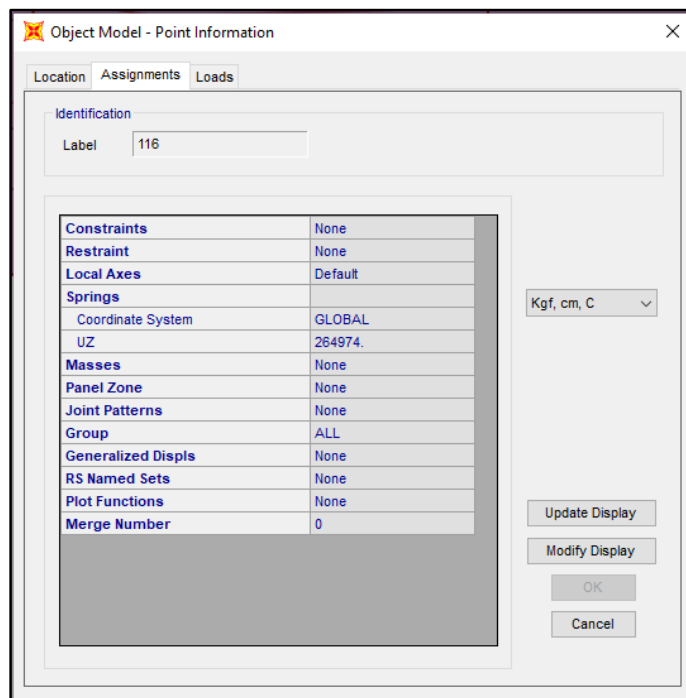 Object Model - Point Information
Location Assignments Loads
Identification
Label 116
Constraints None
Restraint None
Local Axes Default
Springs
Coordinate System GLOBAL
UZ 264974.
Masses None
Panel Zone None
Joint Patterns None
Group ALL
Generalized Displs None
RS Named Sets None
Plot Functions None
Merge Number 0
Kgf, cm, C
Update Display
Modify Display
OK
Cancel